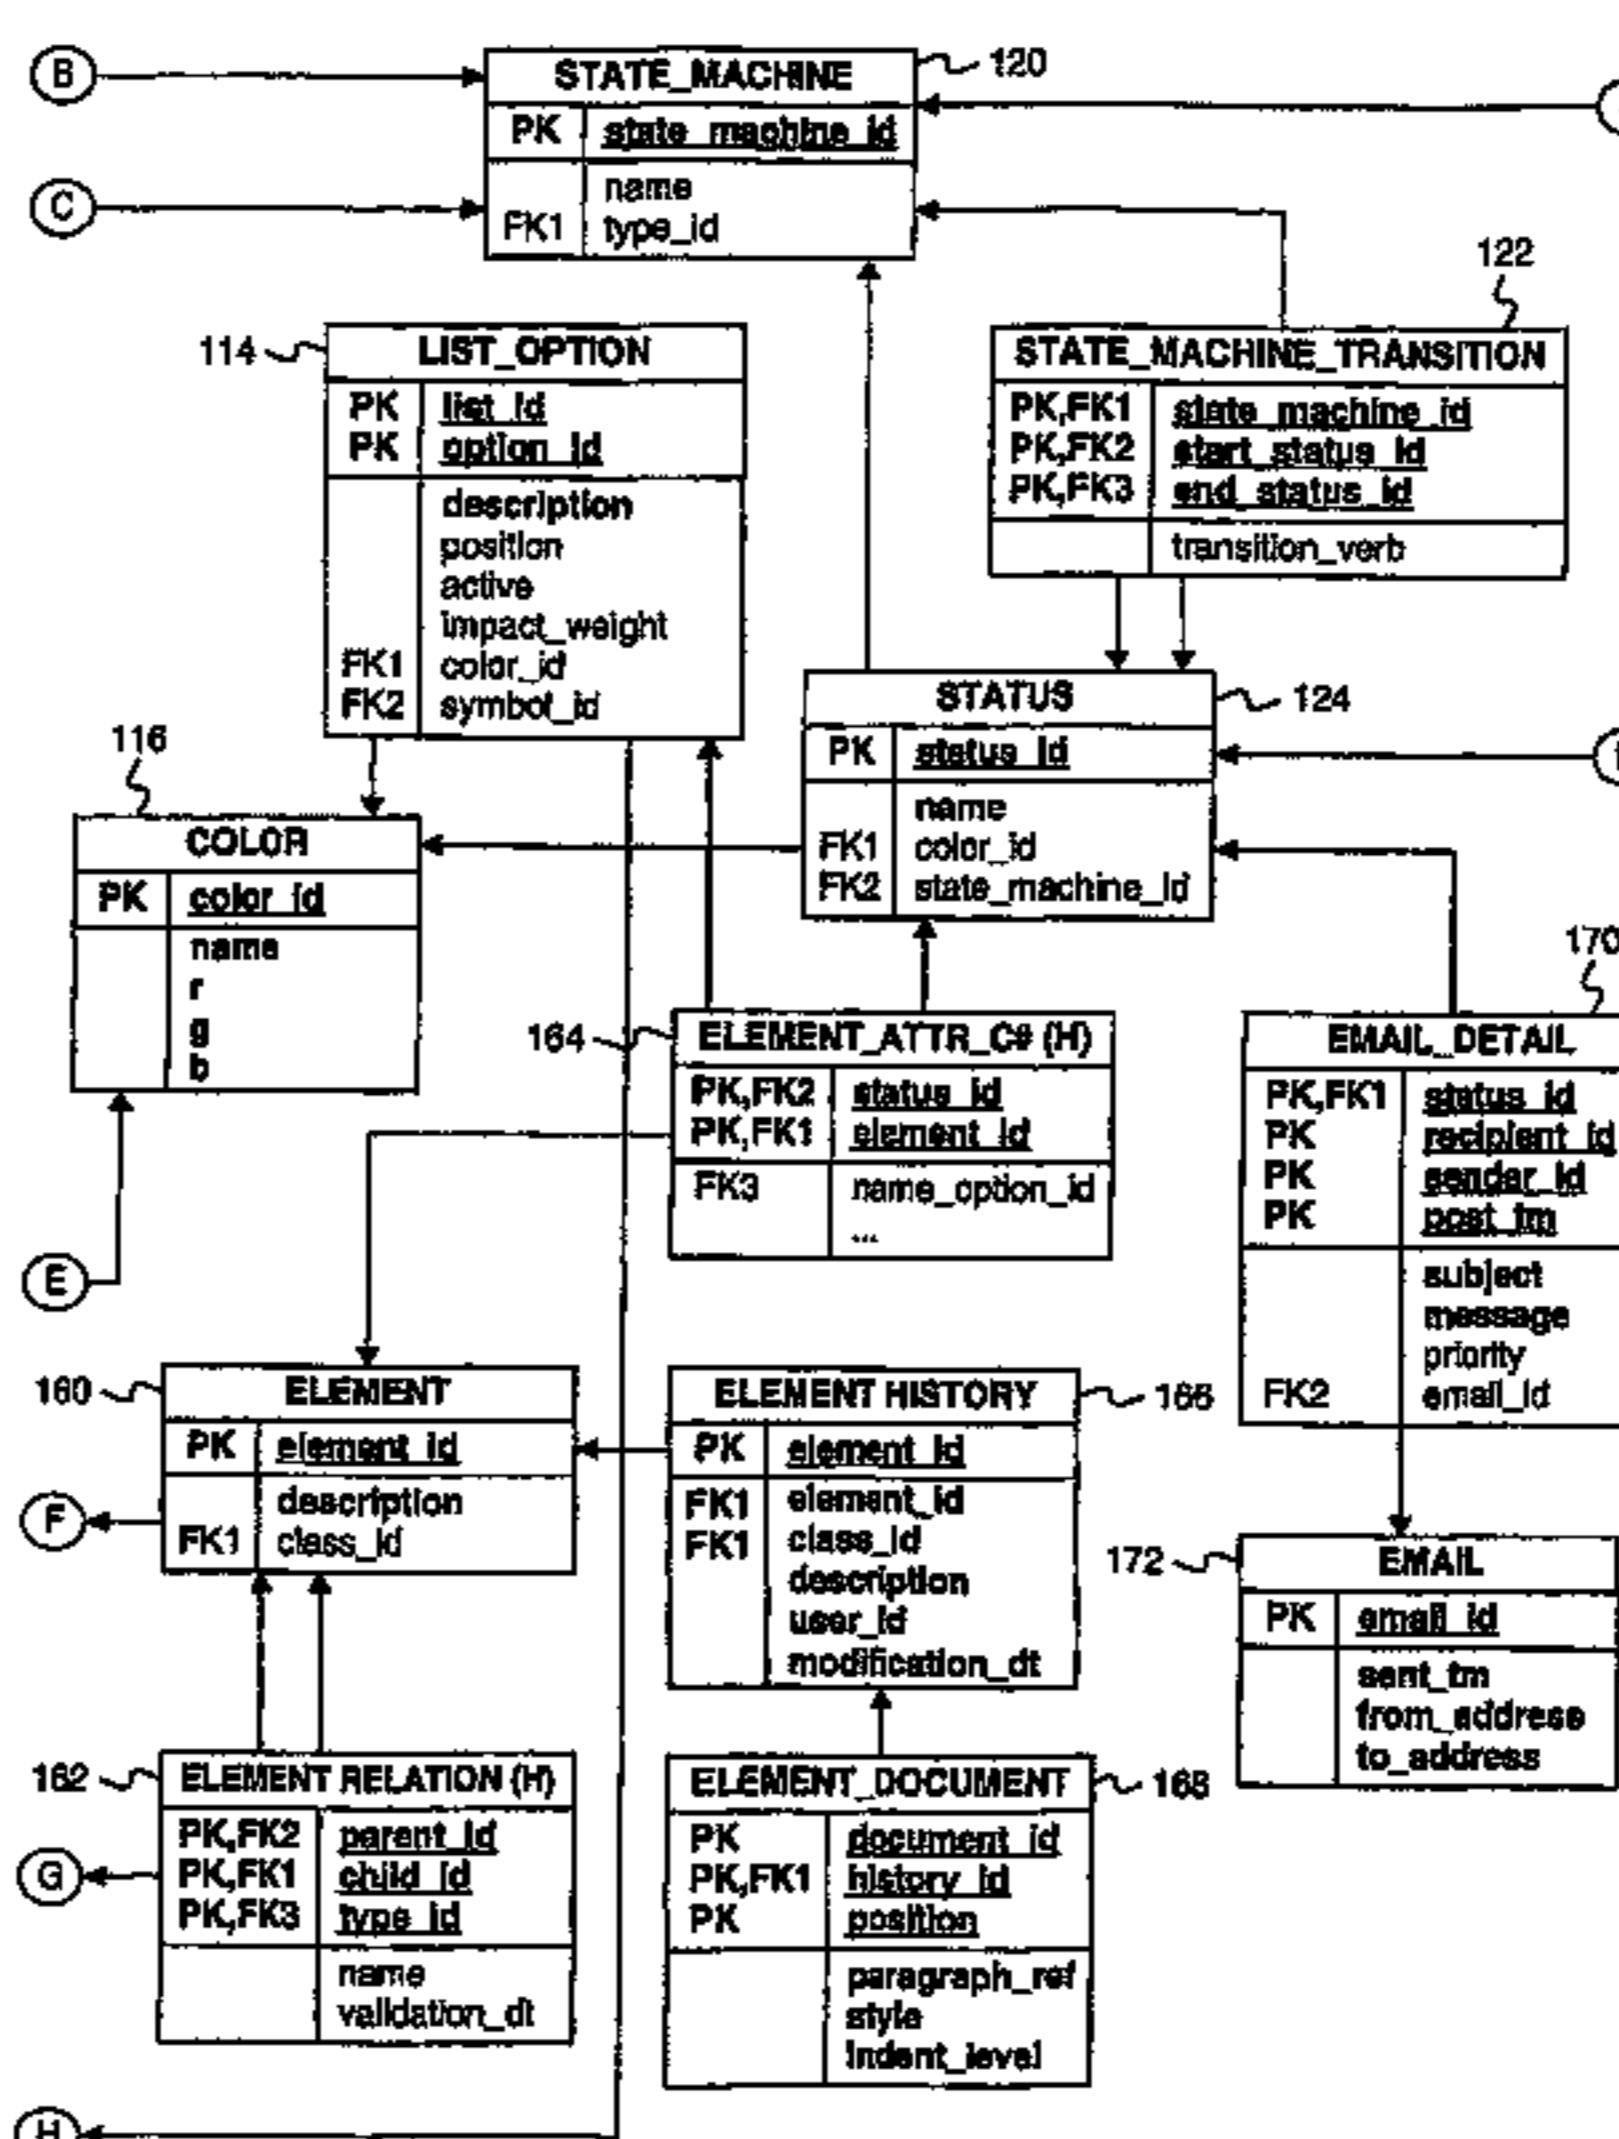 B
STATE_MACHINE
120
PK state_machine_id
name
C
FK1 type_id
122
114
LIST_OPTION
STATE_MACHINE_TRANSITION
PK list_id
PK option_id
PK,FK1 state_machine_id
PK,FK2 start_status_id
PK,FK3 end_status_id
description
position
transition_verb
active
impact_weight
FK1 color_id
FK2 symbol_id
STATUS
124
116
PK status_id
COLOR
name
FK1 color_id
FK2 state_machine_id
PK color_id
name
r
g
b
170
164
ELEMENT_ATTR_C# (H)
EMAIL_DETAIL
PK,FK2 status_id
PK,FK1 element_id
FK3 name_option_id
...
PK,FK1 status_id
PK recipient_id
PK sender_id
PK post_tm
E
subject
message
priority
FK2 email_id
160
ELEMENT
ELEMENT HISTORY
166
PK element_id
PK element_id
F
description
FK1 class_id
FK1 element_id
FK1 class_id
description
user_id
modification_dt
172
EMAIL
PK email_id
sent_tm
from_address
to_address
162
ELEMENT RELATION (H)
ELEMENT_DOCUMENT
168
G
PK,FK2 parent_id
PK,FK1 child_id
PK,FK3 type_id
PK document_id
PK,FK1 history_id
PK position
name
validation_dt
paragraph_ref
style
indent_level
H